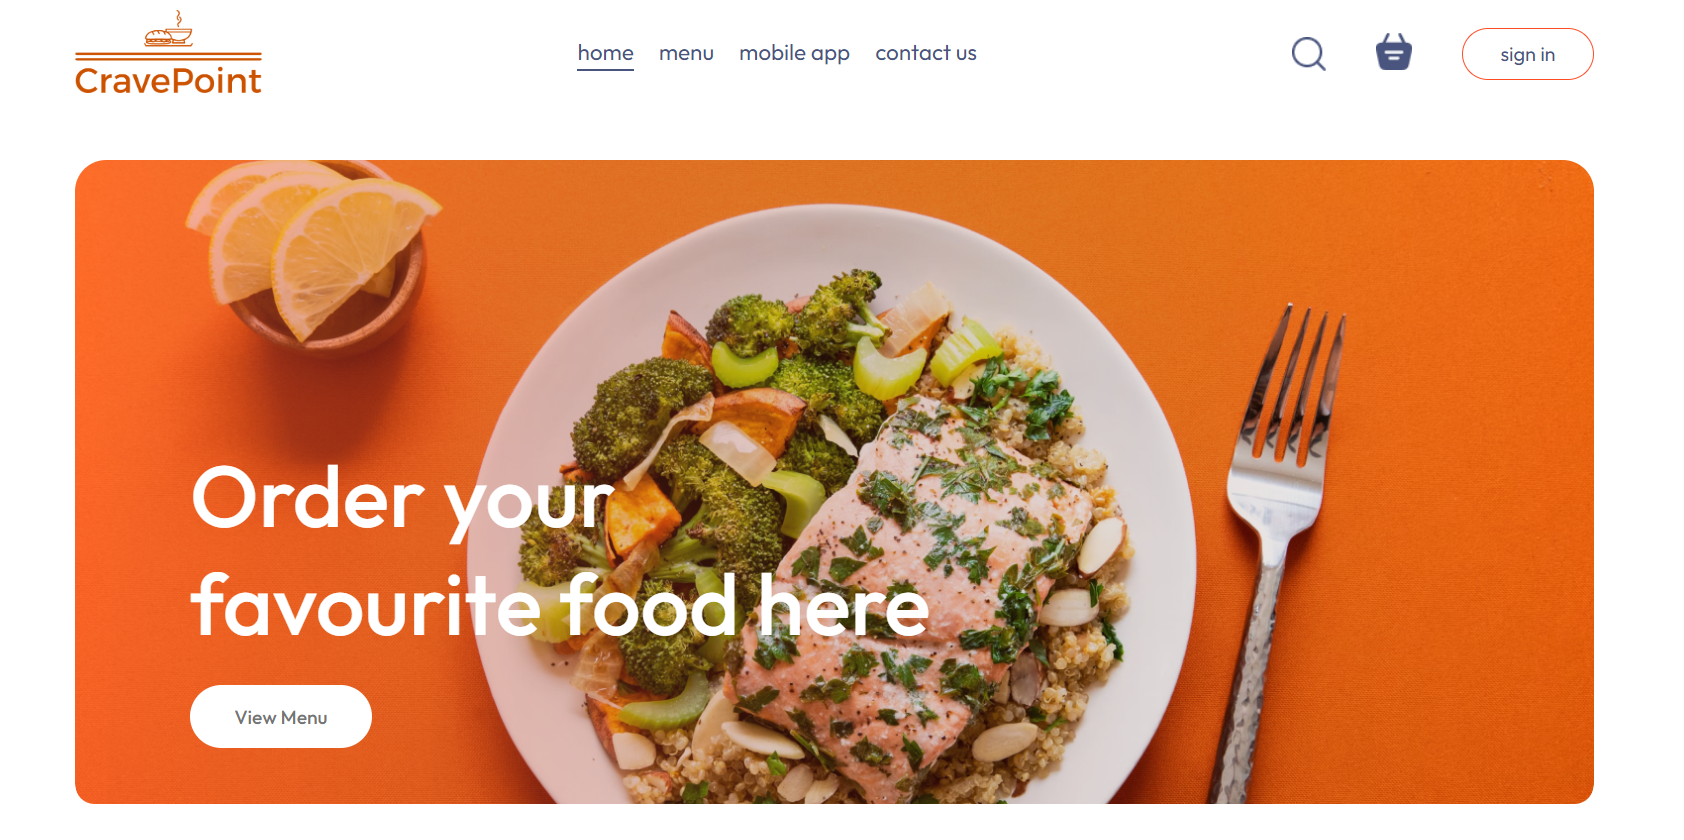 CravePoint
home menu mobile app contact us
sign in
Order your
favourite food here
View Menu